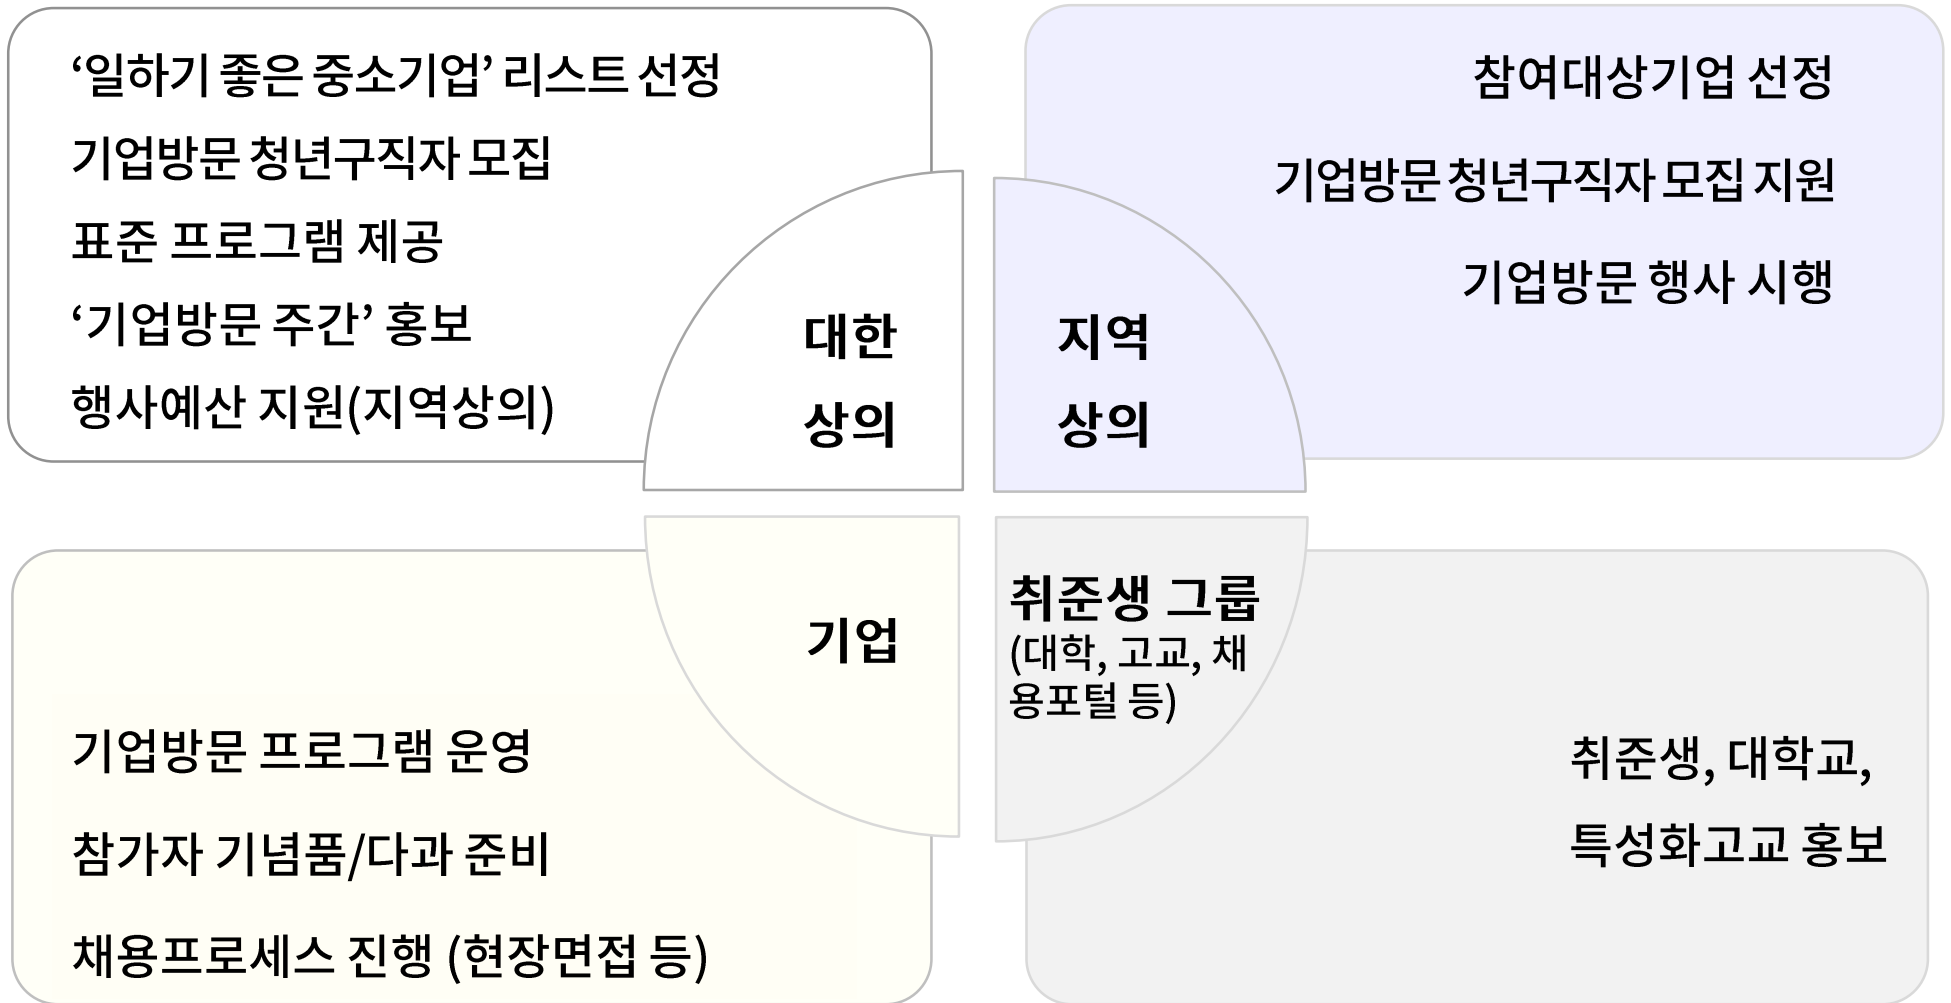 ‘일하기 좋은 중소기업’ 리스트 선정
기업방문 청년구직자 모집
표준 프로그램 제공
‘기업방문 주간’ 홍보
행사예산 지원(지역상의)
대한
상의
참여대상기업 선정
기업방문 청년구직자 모집 지원
기업방문 행사 시행
지역
상의
기업
기업방문 프로그램 운영
참가자 기념품/다과 준비
채용프로세스 진행 (현장면접 등)
취준생 그룹
(대학, 고교, 채
용포털 등)
취준생, 대학교,
특성화고교 홍보